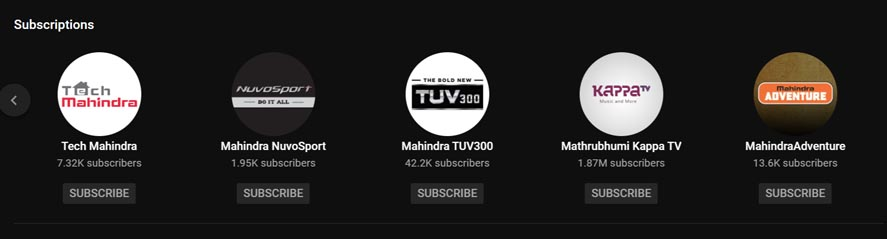 Subscriptions
Tech
Mahindra
NUVOSPORT
DO IT ALL
THE BOLD NEW
TUV300
KAPPA TV
Music and More
Mahindra
ADVENTURE
Tech Mahindra
Mahindra NuvoSport
Mahindra TUV300
Mathrubhumi Kappa TV
MahindraAdventure
7.32K subscribers
1.95K subscribers
42.2K subscribers
1.87M subscribers
13.6K subscribers
SUBSCRIBE
SUBSCRIBE
SUBSCRIBE
SUBSCRIBE
SUBSCRIBE